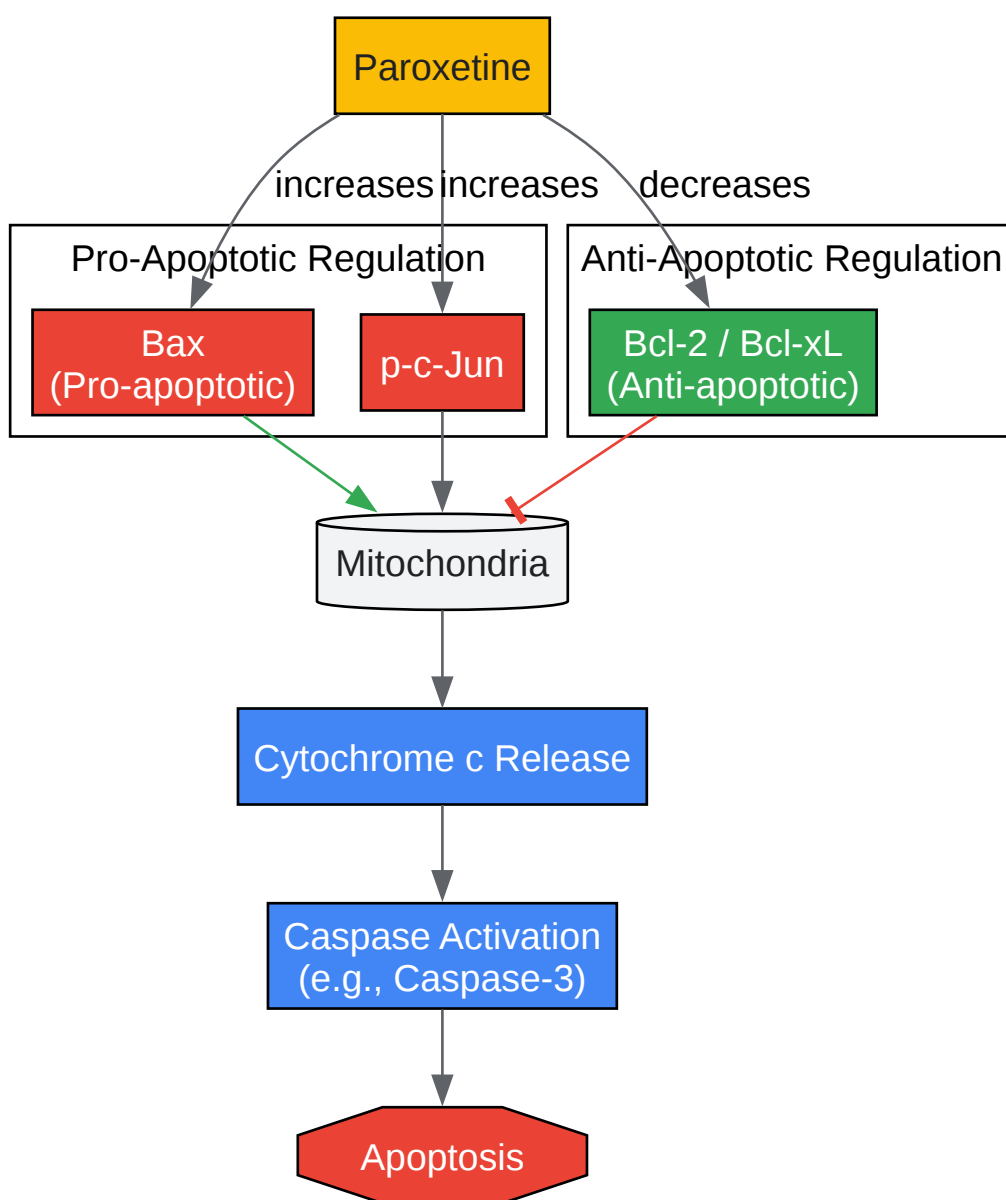 Paroxetine
increases
increases
decreases
Pro-Apoptotic Regulation
Anti-Apoptotic Regulation
Bax
(Pro-apoptotic)
p-c-Jun
Bcl-2 / Bcl-xL
(Anti-apoptotic)
Mitochondria
Cytochrome c Release
Caspase Activation
(e.g., Caspase-3)
Apoptosis